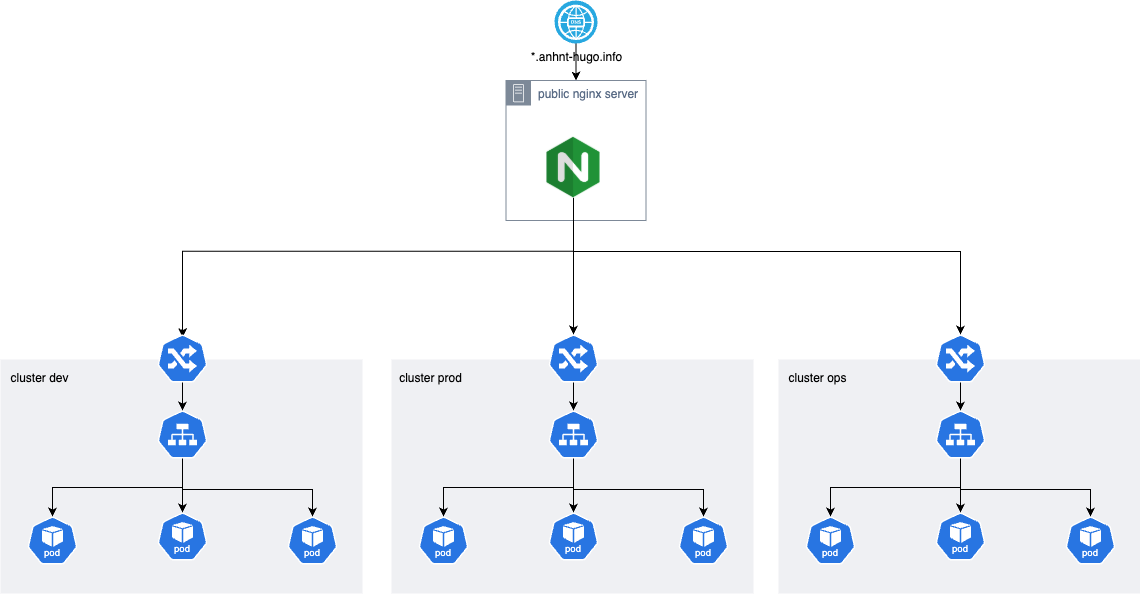 DNS
*.anhnt-hugo.info
public nginx server
N
cluster dev
cluster prod
cluster ops
pod
pod
pod
pod
pod
pod
pod
pod
pod